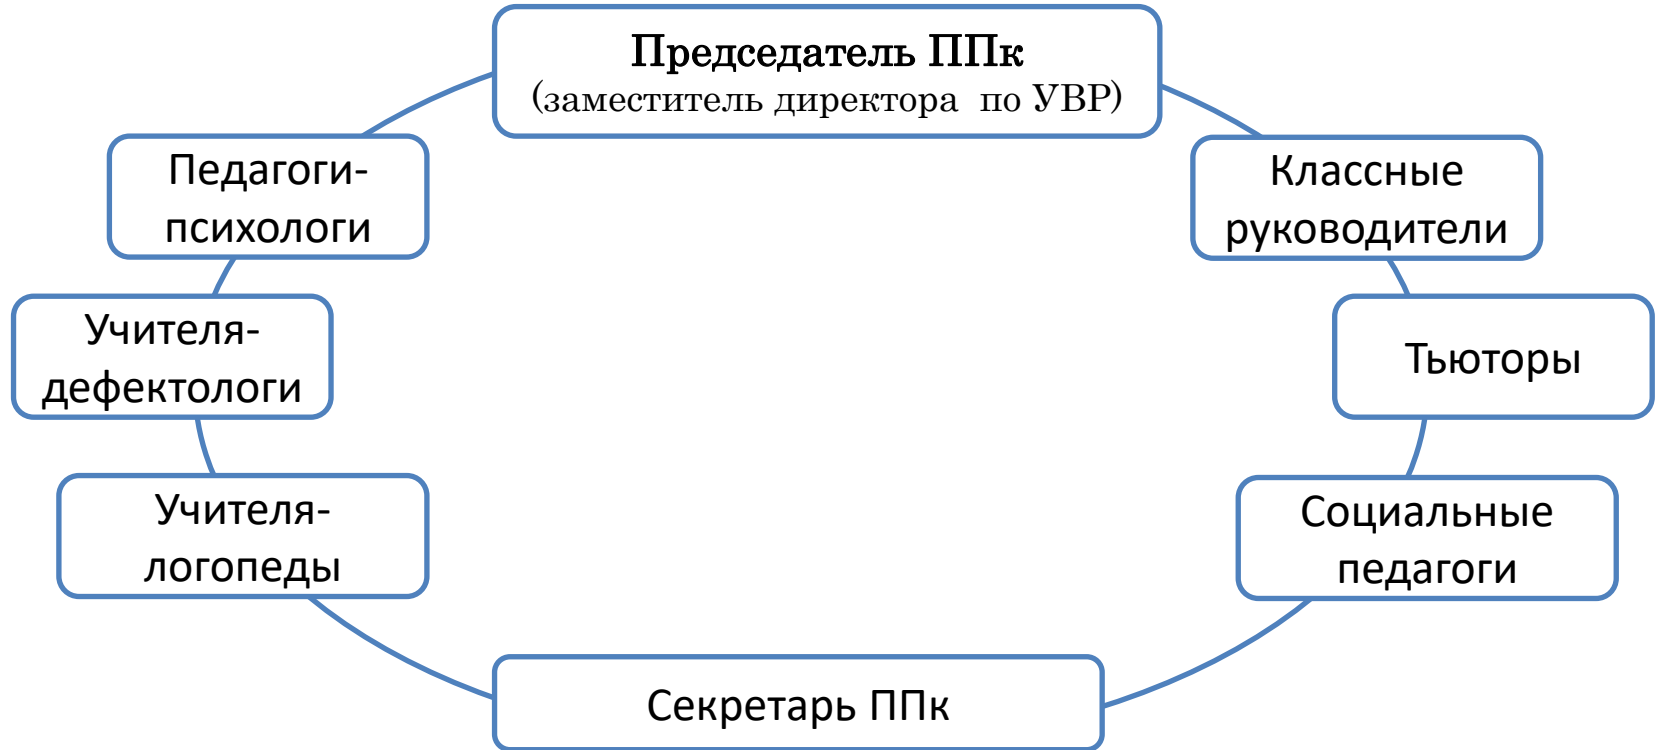 Председатель ППк
(заместитель директора по УВР)
Педагоги-
психологи
Классные
руководители
Учителя-
дефектологи
Тьюторы
Учителя-
логопеды
Социальные
педагоги
Секретарь ППк